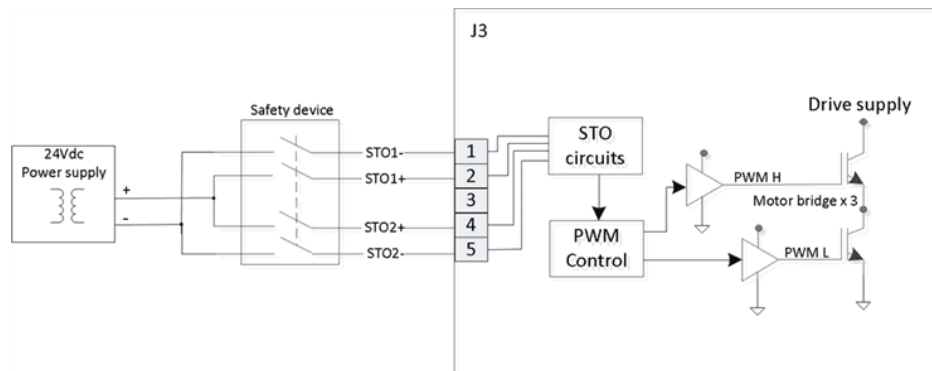 J3
Safety device
Drive supply
24Vdc
Power supply
+
-
STO1-
STO1+
STO2+
STO2-
1
2
3
4
5
STO
circuits
PWM
Control
PWM H
Motor bridge x 3
PWM L